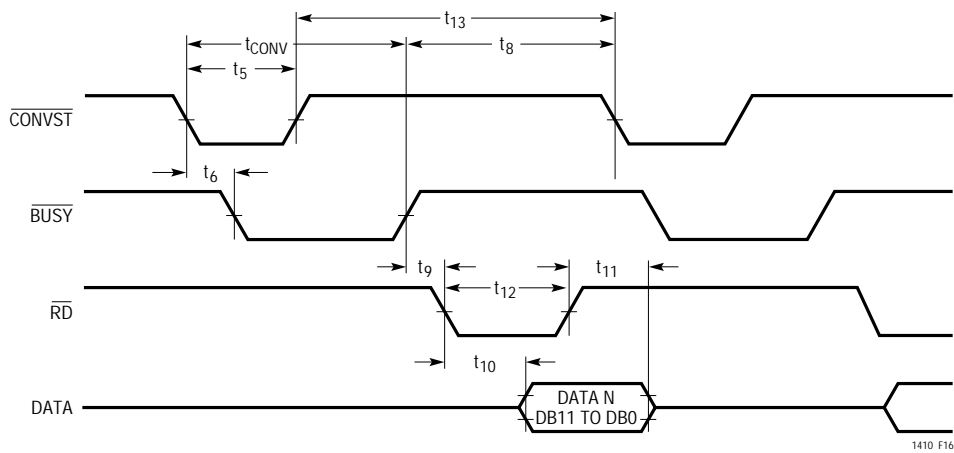 t13
tCONV
t8
t5
CONVST
t6
BUSY
t9
t11
t12
RD
t10
DATA
DATA N
DB11 TO DB0
1410 F16